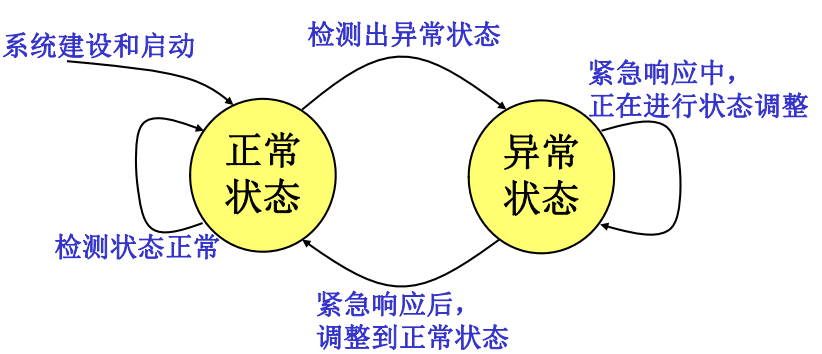 系统建设和启动
检测出异常状态
紧急响应中，
正在进行状态调整
正常
状态
异常
状态
检测状态正常
紧急响应后，
调整到正常状态